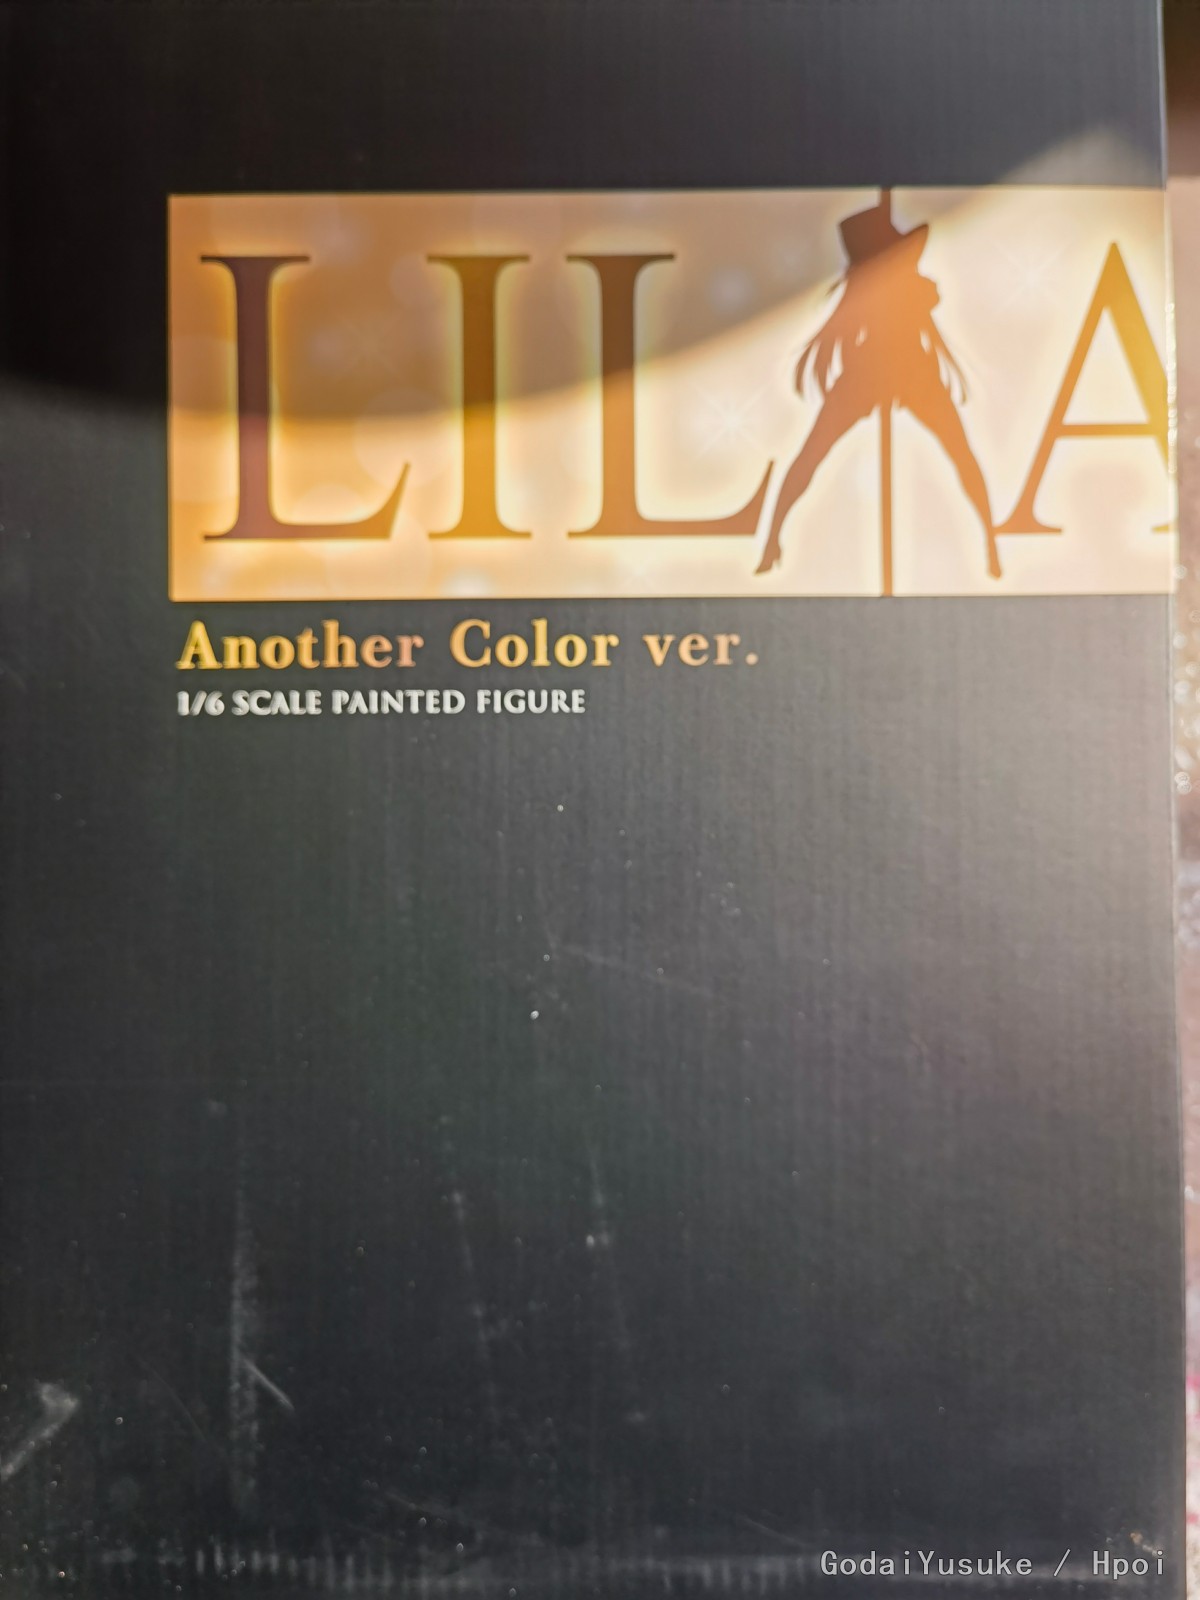 LILA
Another Color ver.
1/6 SCALE PAINTED FIGURE
GodaiYusuke / Hpoi